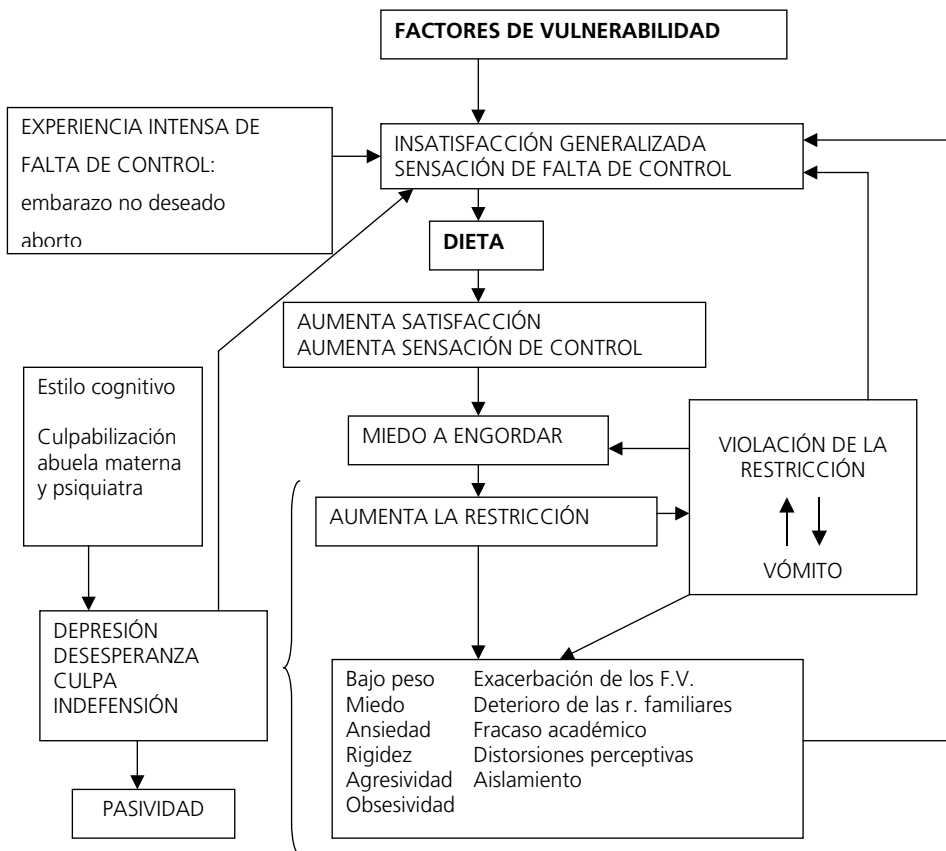 FACTORES DE VULNERABILIDAD
EXPERIENCIA INTENSA DE
FALTA DE CONTROL:
embarazo no deseado
aborto
INSATISFACCIÓN GENERALIZADA
SENSACIÓN DE FALTA DE CONTROL
DIETA
AUMENTA SATISFACCIÓN
AUMENTA SENSACIÓN DE CONTROL
Estilo cognitivo
Culpabilización
abuela materna
y psiquiatra
MIEDO A ENGORDAR
VIOLACIÓN DE LA
RESTRICCIÓN
VÓMITO
AUMENTA LA RESTRICCIÓN
DEPRESIÓN
DESESPERANZA
CULPA
INDEFENSIÓN
PASIVIDAD
Bajo peso Exacerbación de los F.V.
Miedo Deterioro de las r. familiares
Ansiedad Fracaso académico
Rigidez Distorsiones perceptivas
Agresividad Aislamiento
Obsesividad